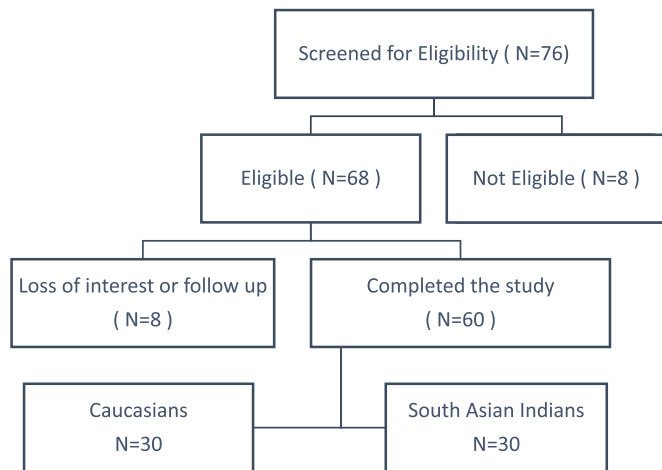 Screened for Eligibility ( N=76)
Eligible ( N=68 )
Not Eligible ( N=8 )
Loss of interest or follow up
( N=8 )
Completed the study
( N=60 )
Caucasians
N=30
South Asian Indians
N=30